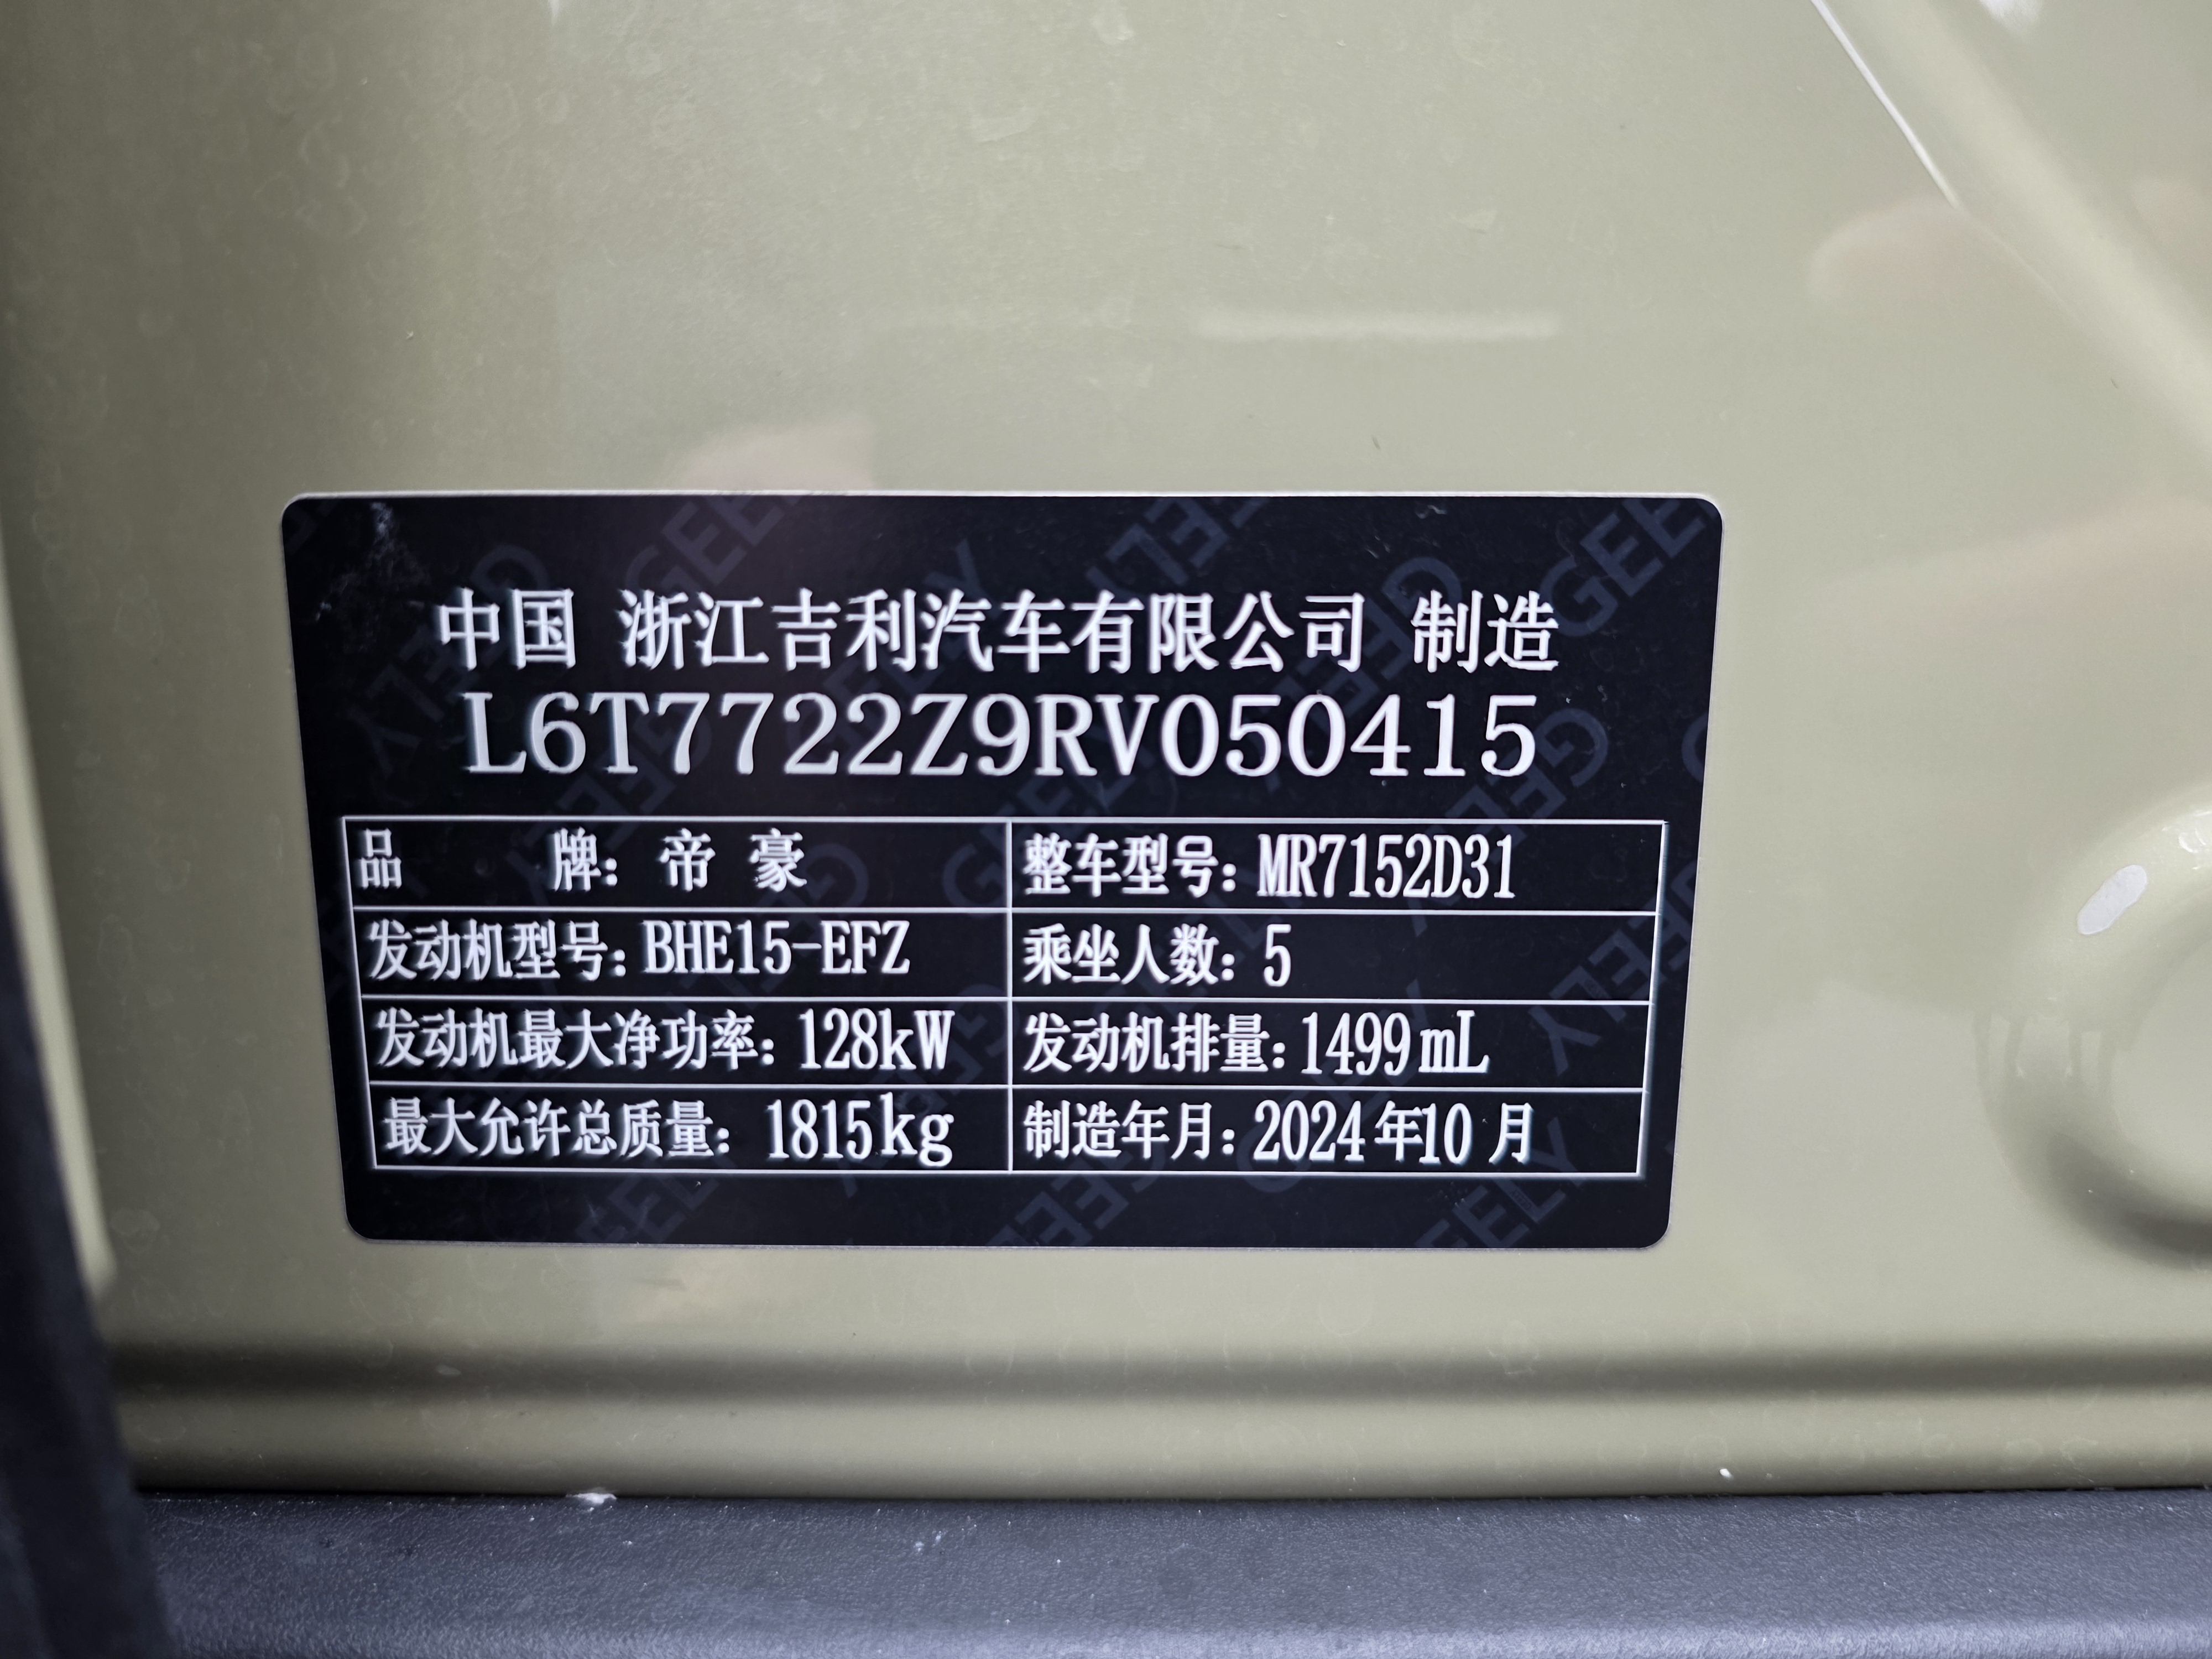 中国 浙江吉利汽车有限公司 制造
L6T7722Z9RV050415
品 牌：帝 豪 整车型号：MR7152D31
发动机型号：BHE15-EFZ 乘坐人数：5
发动机最大净功率：128kW 发动机排量：1499mL
最大允许总质量：1815kg 制造年月：2024年10月